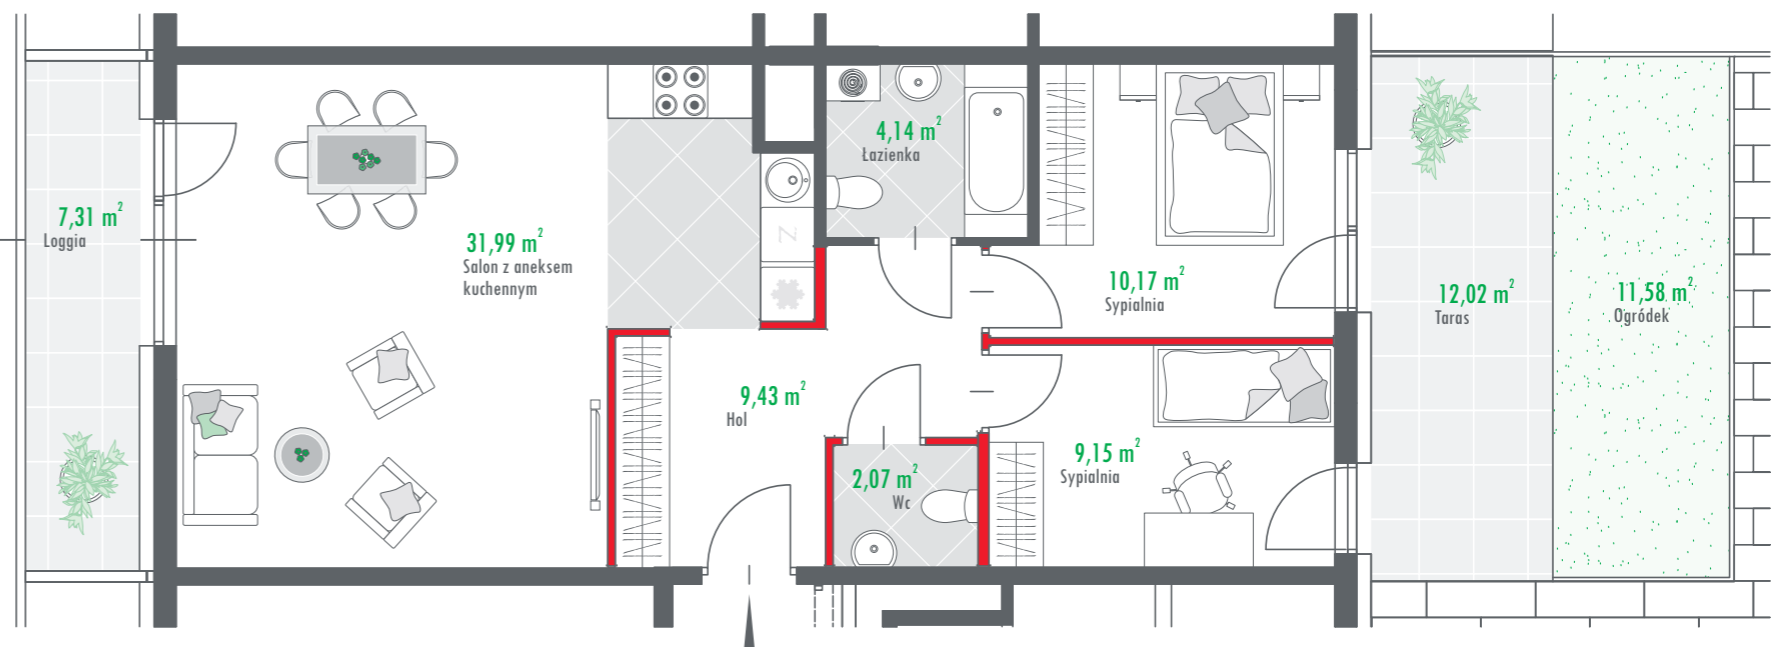 7,31 m²
Loggia
31,99 m²
Salon z aneksem
kuchennym
Z
4,14 m²
Łazienka
9,43 m²
Hol
2,07 m²
Wc
10,17 m²
Sypialnia
9,15 m²
Sypialnia
12,02 m²
Taras
11,58 m²
Ogródek